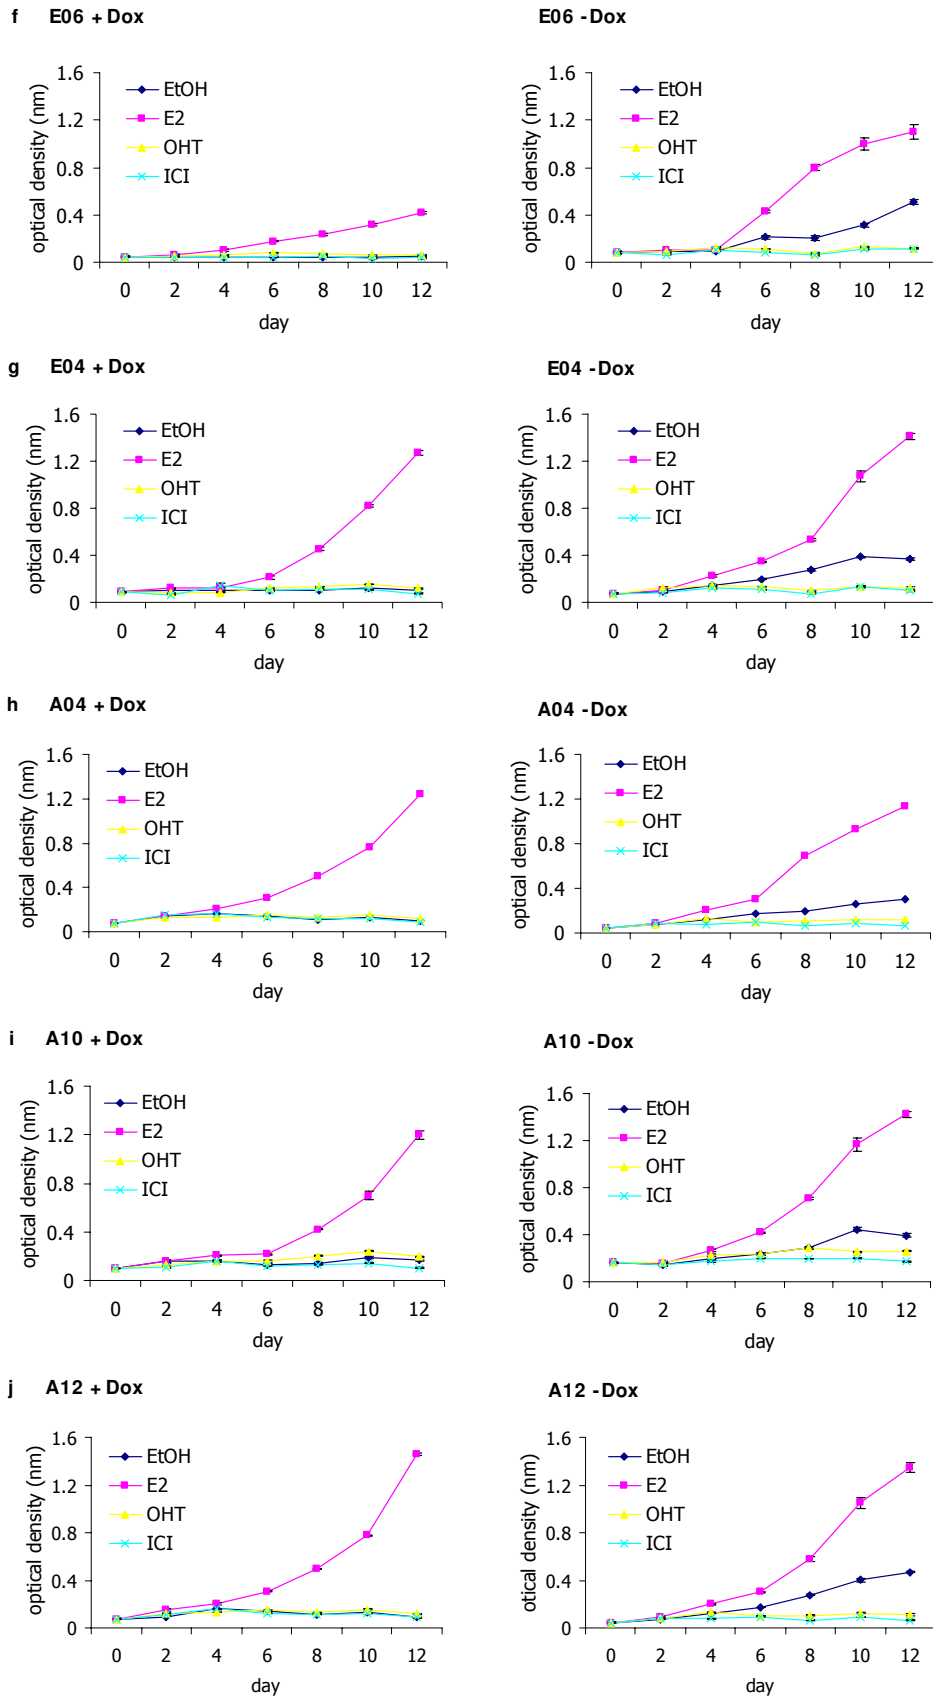 f E06 + Dox
E06 - Dox
optical density (nm)
1.6
1.2
0.8
0.4
0
EtOH
E2
OHT
ICI
0 2 4 6 8 10 12
day
optical density (nm)
1.6
1.2
0.8
0.4
0
EtOH
E2
OHT
ICI
0 2 4 6 8 10 12
day
g E04 + Dox
E04 - Dox
optical density (nm)
1.6
1.2
0.8
0.4
0
EtOH
E2
OHT
ICI
0 2 4 6 8 10 12
day
optical density (nm)
1.6
1.2
0.8
0.4
0
EtOH
E2
OHT
ICI
0 2 4 6 8 10 12
day
h A04 + Dox
A04 - Dox
optical density (nm)
1.6
1.2
0.8
0.4
0
EtOH
E2
OHT
ICI
0 2 4 6 8 10 12
day
optical density (nm)
1.6
1.2
0.8
0.4
0
EtOH
E2
OHT
ICI
0 2 4 6 8 10 12
day
i A10 + Dox
A10 - Dox
optical density (nm)
1.6
1.2
0.8
0.4
0
EtOH
E2
OHT
ICI
0 2 4 6 8 10 12
day
optical density (nm)
1.6
1.2
0.8
0.4
0
EtOH
E2
OHT
ICI
0 2 4 6 8 10 12
day
j A12 + Dox
A12 - Dox
optical density (nm)
1.6
1.2
0.8
0.4
0
EtOH
E2
OHT
ICI
0 2 4 6 8 10 12
day
otical density (nm)
1.6
1.2
0.8
0.4
0
EtOH
E2
OHT
ICI
0 2 4 6 8 10 12
day